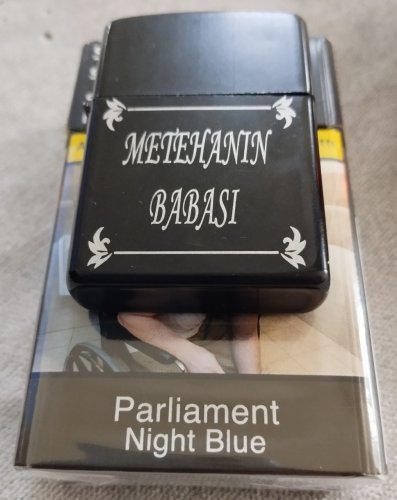 METEHANIN
BABASI
Parliament
Night Blue